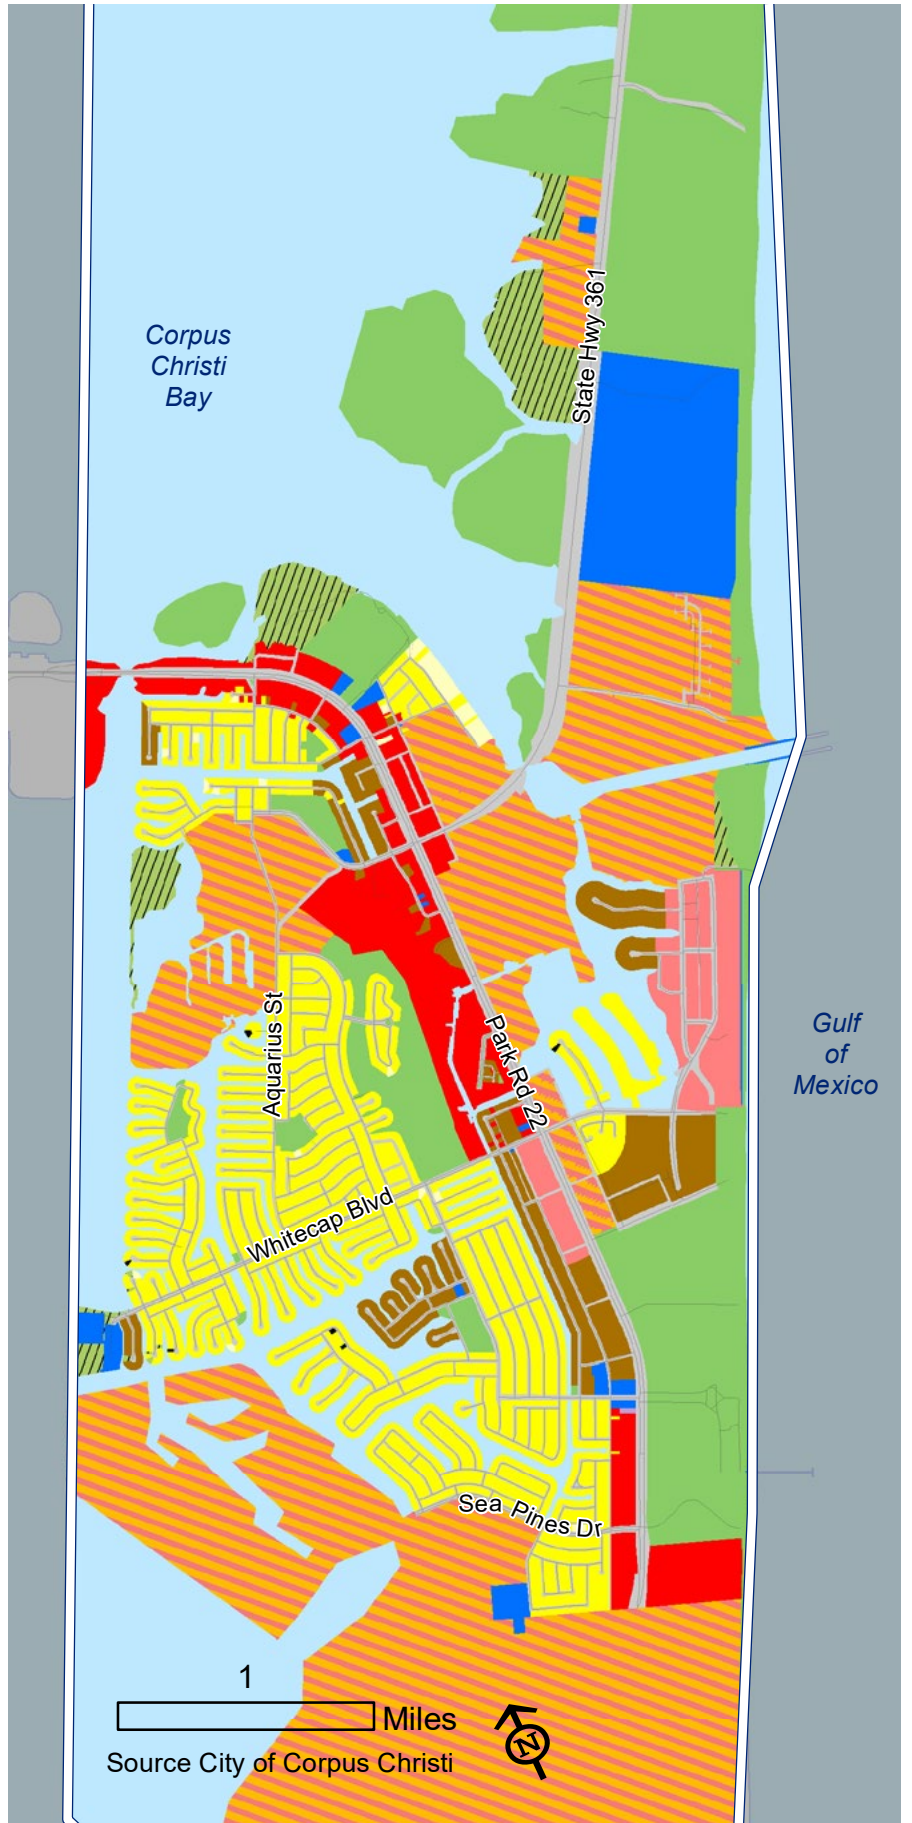 State Hwy 361
Corpus
Christi
Bay
Aquarius St
Park Rd 22
Gulf
of
Mexico
Whitecap Blvd
Sea Pines Dr
1
Miles
N
Source City of Corpus Christi